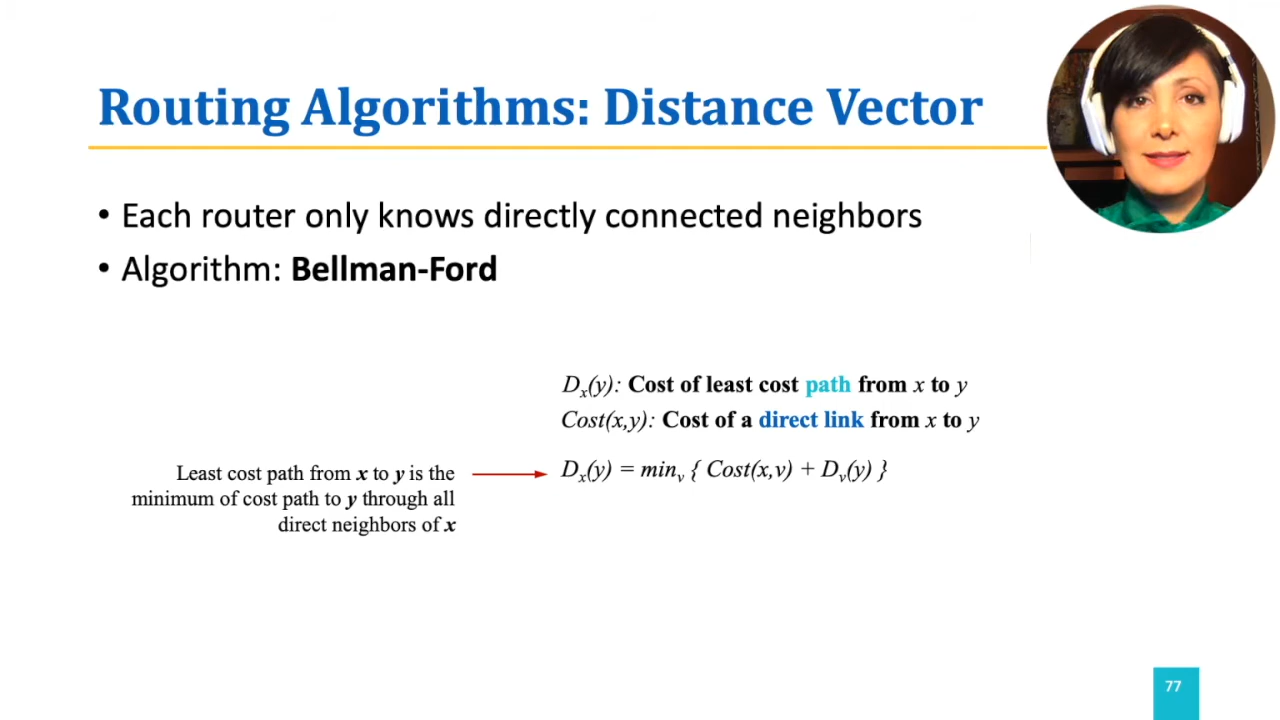 Routing Algorithms: Distance Vector
• Each router only knows directly connected neighbors
• Algorithm: Bellman-Ford
Dx(y): Cost of least cost path from x to y
Cost(x,y): Cost of a direct link from x to y
Least cost path from x to y is the
minimum of cost path to y through all
direct neighbors of x
Dx(y) = minv { Cost(x,v) + Dv(y) }
77